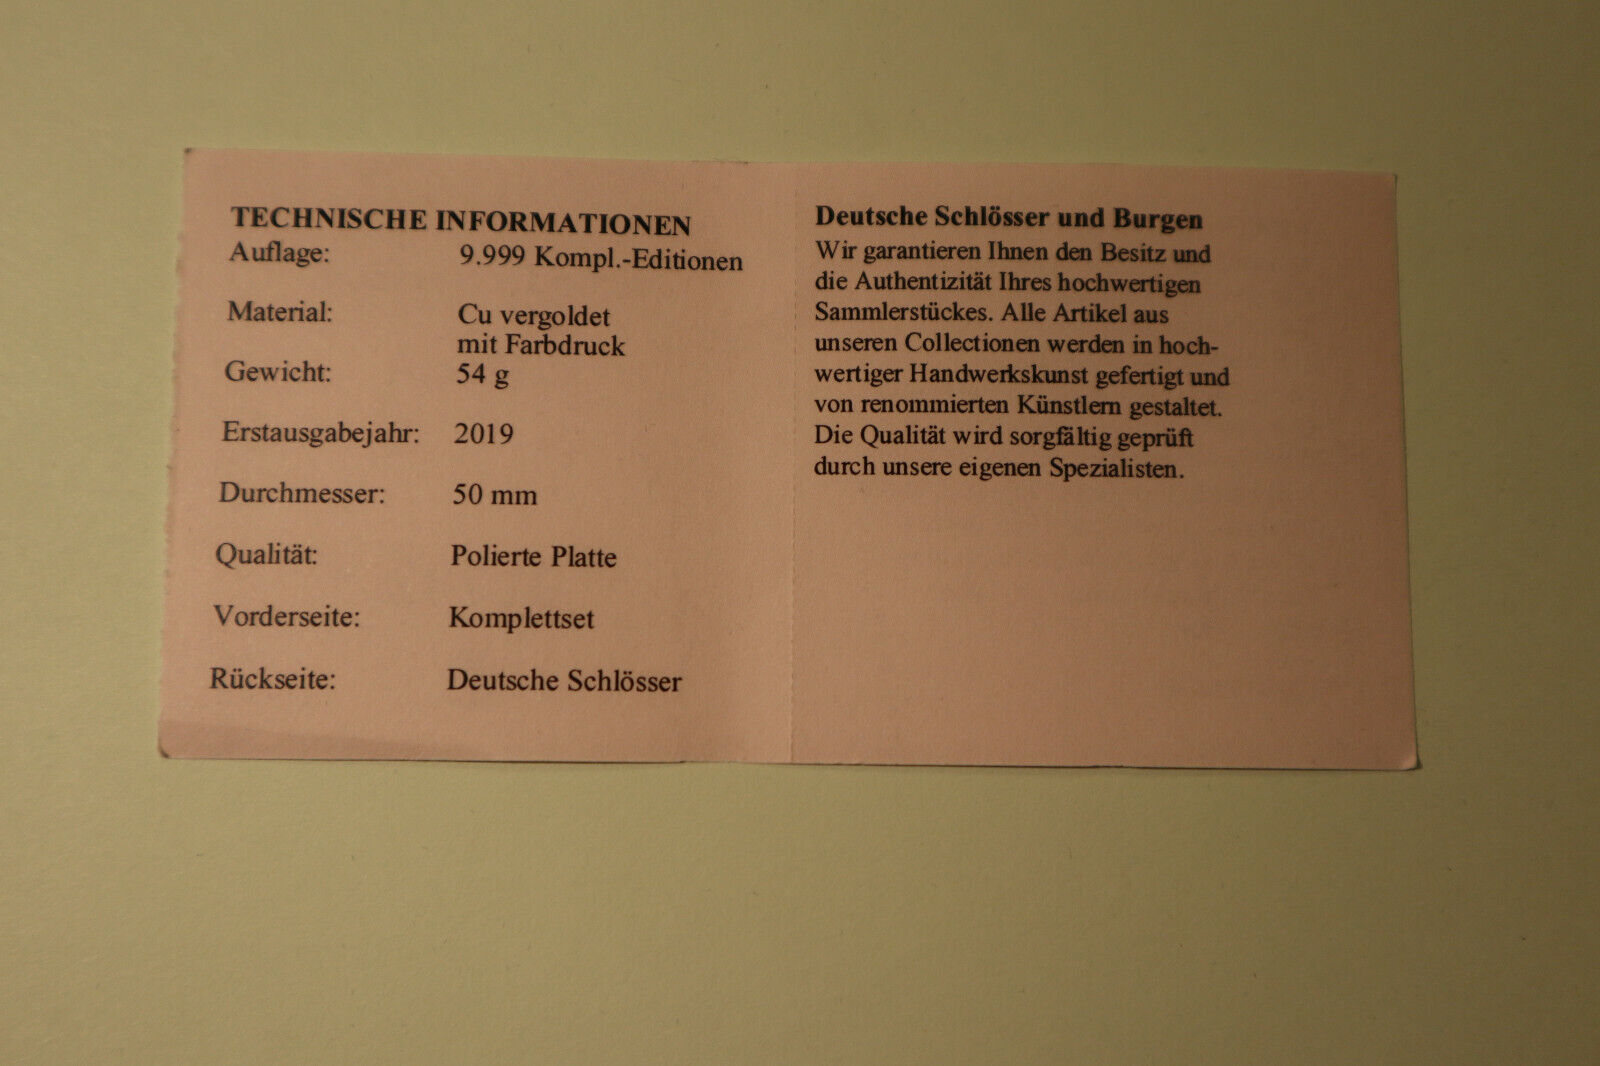 TECHNISCHE INFORMATIONEN
Auflage: 9.999 Kompl.-Editionen
Material: Cu vergoldet
mit Farbdruck
Gewicht: 54 g
Erstausgabejahr: 2019
Durchmesser: 50 mm
Qualität: Polierte Platte
Vorderseite: Komplettset
Rückseite: Deutsche Schlösser
Deutsche Schlösser und Burgen
Wir garantieren Ihnen den Besitz und
die Authentizität Ihres hochwertigen
Sammlerstückes. Alle Artikel aus
unseren Collectionen werden in hoch-
wertiger Handwerkskunst gefertigt und
von renommierten Künstlern gestaltet.
Die Qualität wird sorgfältig geprüft
durch unsere eigenen Spezialisten.